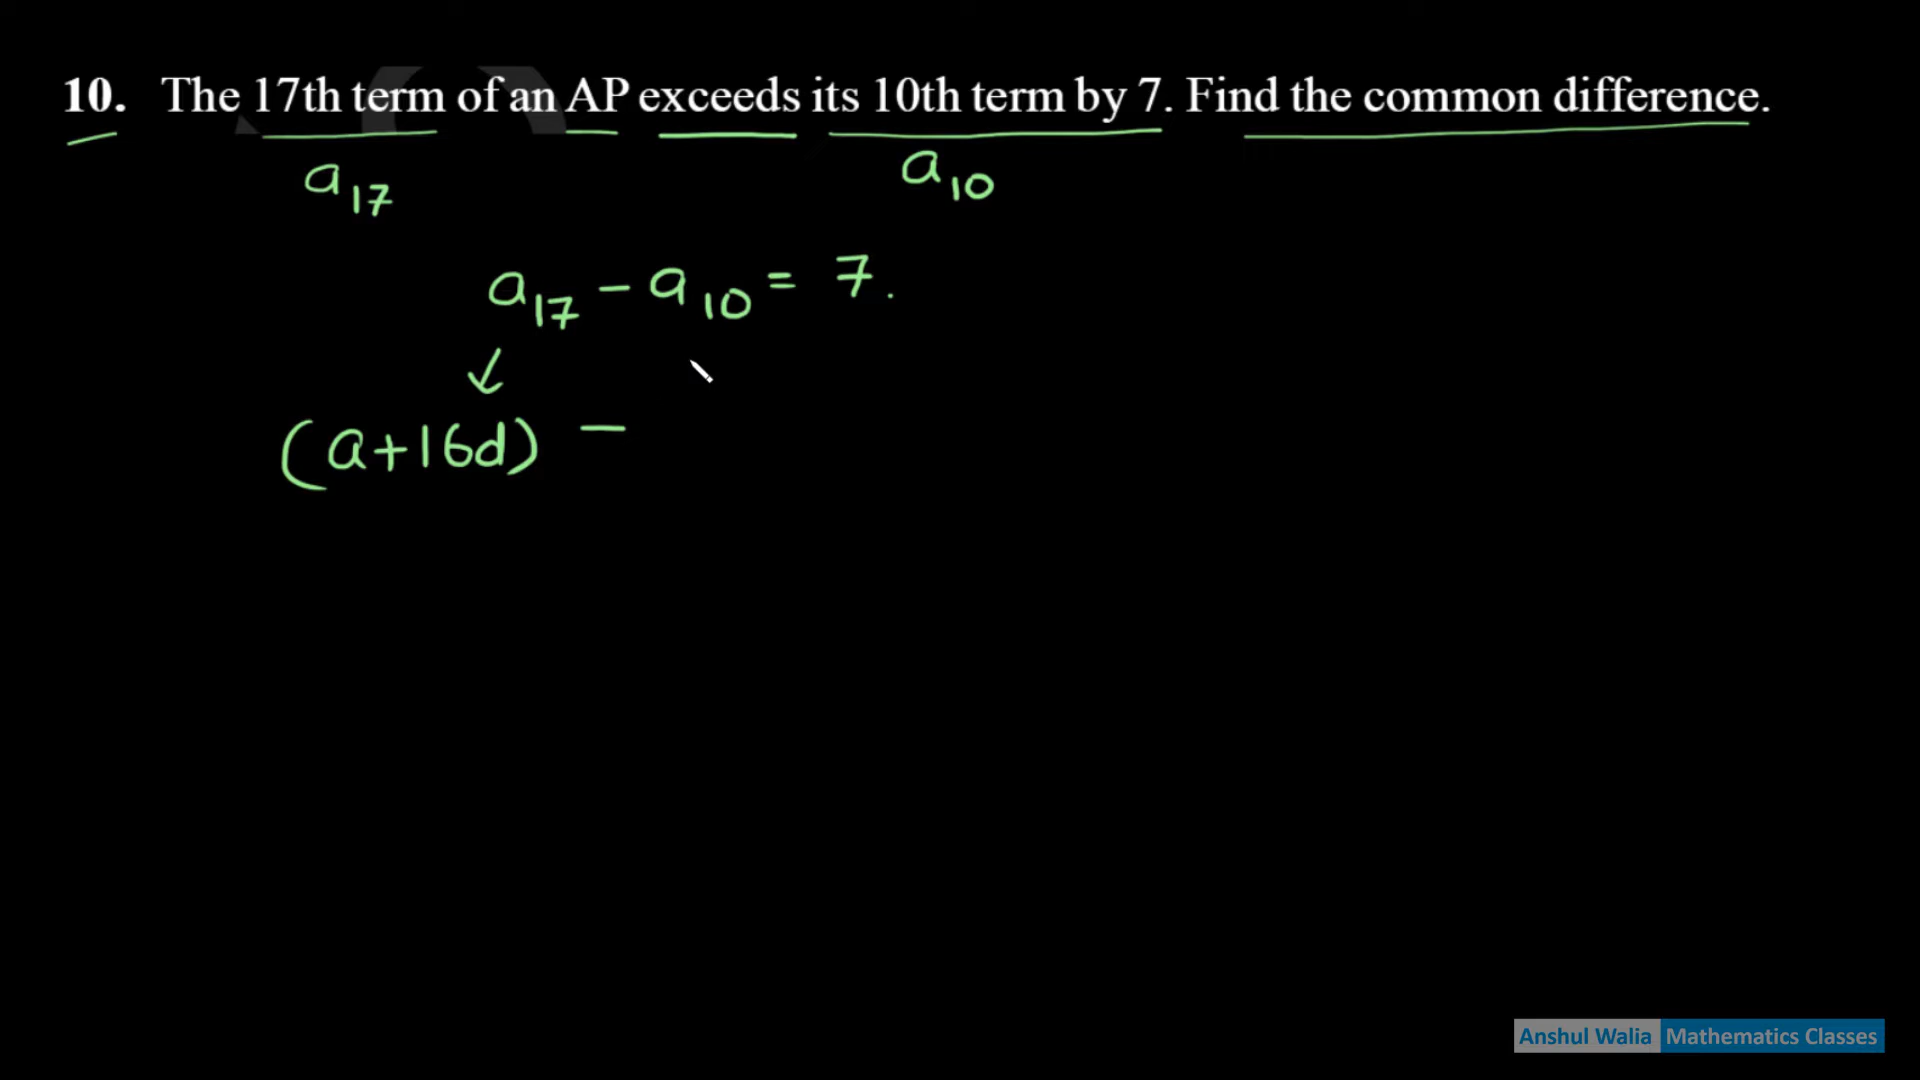 10. The 17th term of an AP exceeds its 10th term by 7. Find the common difference.
a₁₇ a₁₀
a₁₇ - a₁₀ = 7.
↓
(a+16d) -
Anshul Walia Mathematics Classes